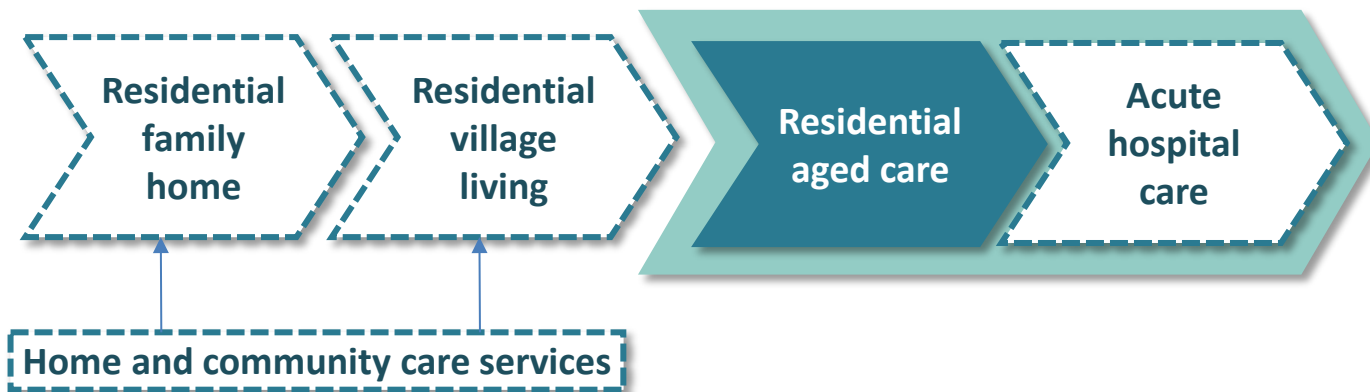 Residential
family
home
Residential
village
living
Residential
aged care
Acute
hospital
care
Home and community care services